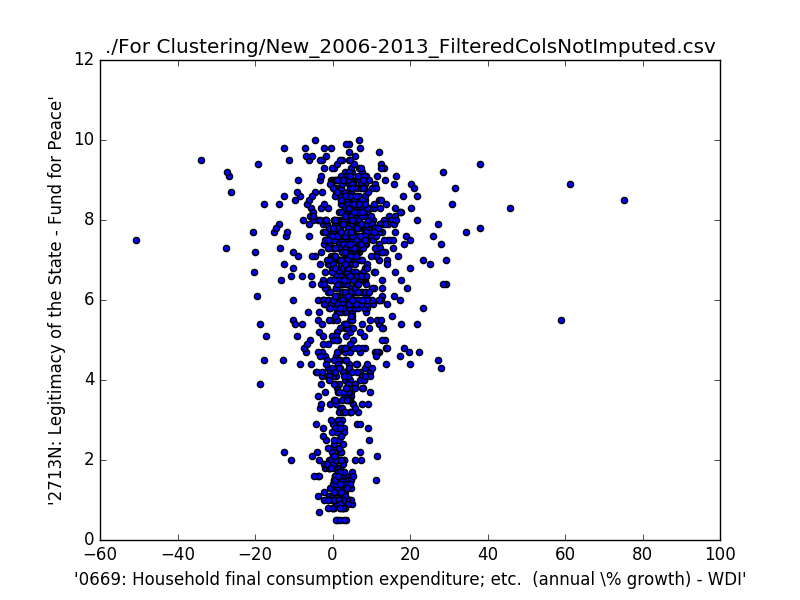 ./For Clustering/New_2006-2013_FilteredColsNotImputed.csv
12
10
8
6
4
2
0
'2713N: Legitimacy of the State - Fund for Peace'
−60 −40 −20 0 20 40 60 80 100
'0669: Household final consumption expenditure; etc.  (annual \% growth) - WDI'